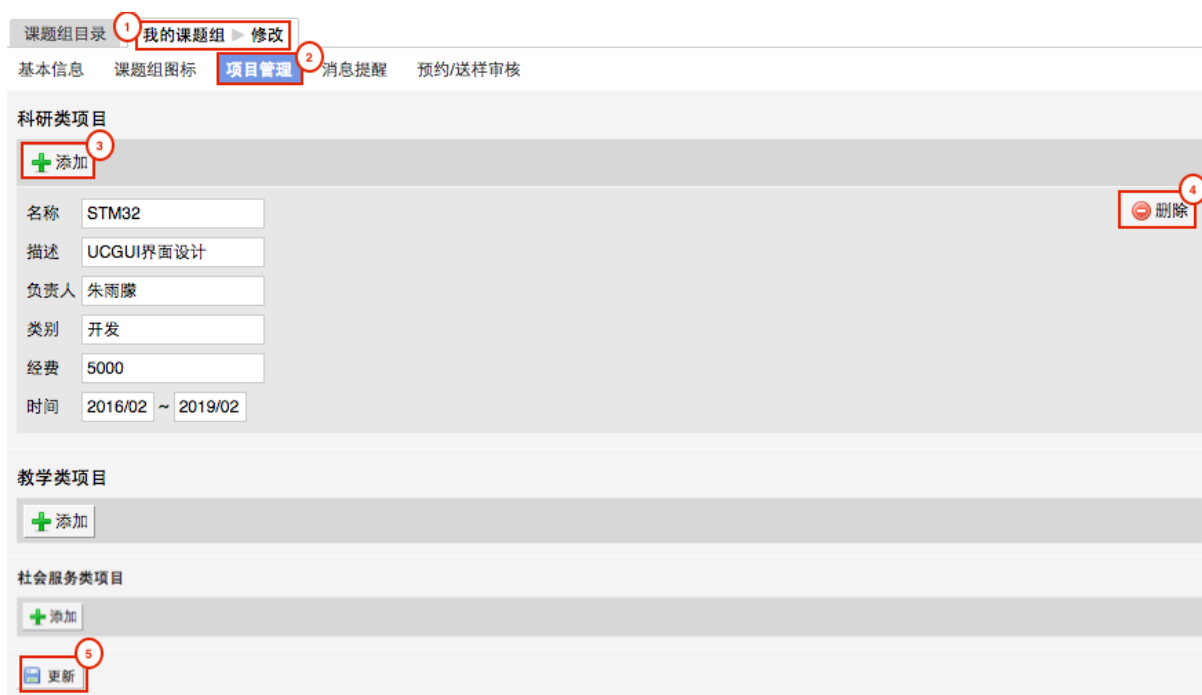 课题组目录 1 我的课题组 ▶ 修改
基本信息 课题组图标 项目管理 2 消息提醒 预约/送样审核
科研类项目
添加 3
名称 STM32 删除 4
描述 UCGUI界面设计
负责人 朱雨朦
类别 开发
经费 5000
时间 2016/02 ~ 2019/02
教学类项目
添加
社会服务类项目
添加
更新 5